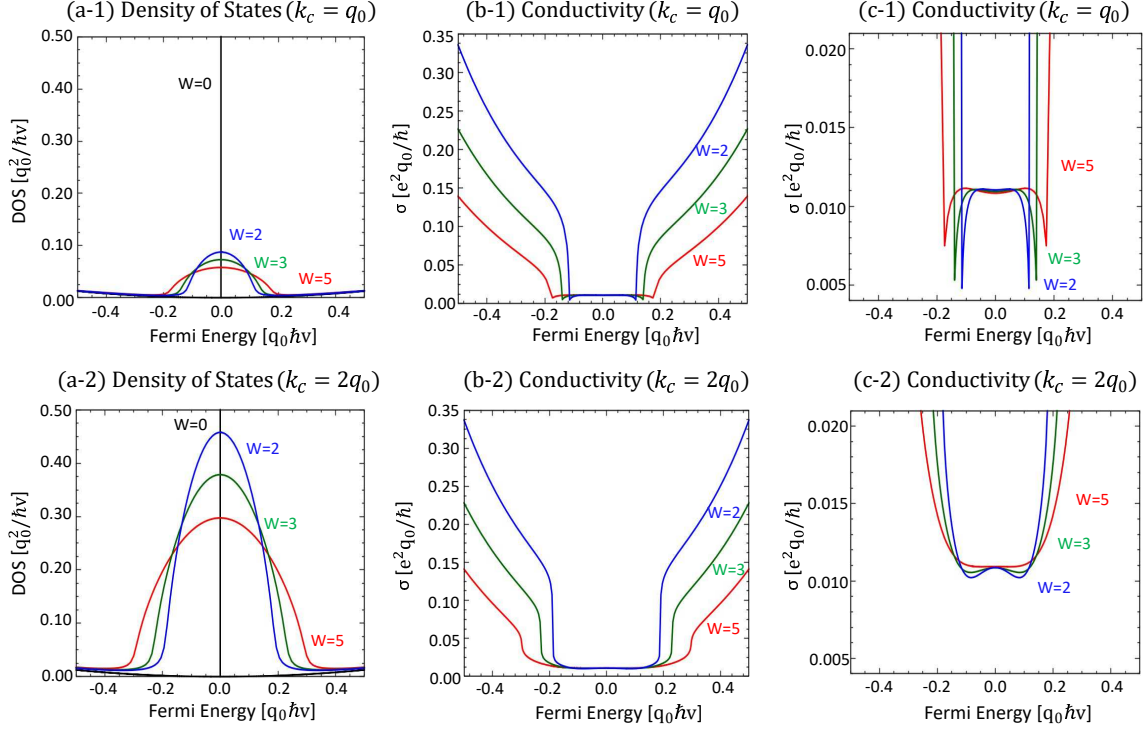 (a-1) Density of States (k_c = q_0)
DOS [q_0^2/ħv]
0.50
0.40
0.30
0.20
0.10
0.00
W=0
W=2
W=3
W=5
-0.4 -0.2 0.0 0.2 0.4
Fermi Energy [q_0ħv]
(b-1) Conductivity (k_c = q_0)
σ [e^2q_0/ħ]
0.35
0.30
0.25
0.20
0.15
0.10
0.05
0.00
W=2
W=3
W=5
-0.4 -0.2 0.0 0.2 0.4
Fermi Energy [q_0ħv]
(c-1) Conductivity (k_c = q_0)
σ [e^2q_0/ħ]
0.020
0.015
0.010
0.005
W=5
W=3
W=2
-0.4 -0.2 0.0 0.2 0.4
Fermi Energy [q_0ħv]
(a-2) Density of States (k_c = 2q_0)
DOS [q_0^2/ħv]
0.50
0.40
0.30
0.20
0.10
0.00
W=0
W=2
W=3
W=5
-0.4 -0.2 0.0 0.2 0.4
Fermi Energy [q_0ħv]
(b-2) Conductivity (k_c = 2q_0)
σ [e^2q_0/ħ]
0.35
0.30
0.25
0.20
0.15
0.10
0.05
0.00
W=2
W=3
W=5
-0.4 -0.2 0.0 0.2 0.4
Fermi Energy [q_0ħv]
(c-2) Conductivity (k_c = 2q_0)
σ [e^2q_0/ħ]
0.020
0.015
0.010
0.005
W=5
W=3
W=2
-0.4 -0.2 0.0 0.2 0.4
Fermi Energy [q_0ħv]